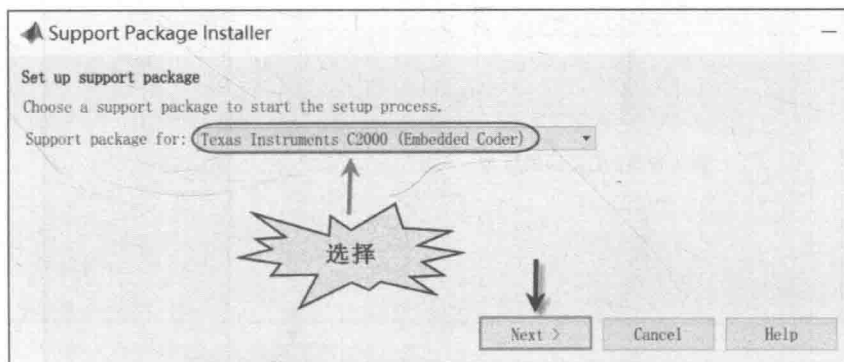 Support Package Installer
Set up support package
Choose a support package to start the setup process.
Support package for: Texas Instruments C2000 (Embedded Coder)
选择
Next >
Cancel
Help